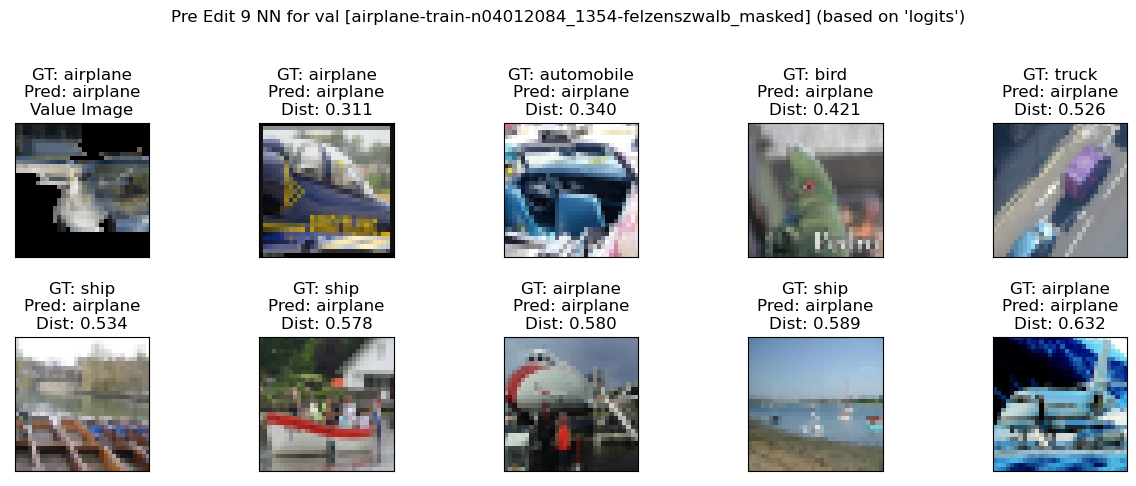 Pre Edit 9 NN for val [airplane-train-n04012084_1354-felzenszwalb_masked] (based on 'logits')
GT: airplane
Pred: airplane
Value Image
GT: airplane
Pred: airplane
Dist: 0.311
GT: automobile
Pred: airplane
Dist: 0.340
GT: bird
Pred: airplane
Dist: 0.421
GT: truck
Pred: airplane
Dist: 0.526
Pedro
GT: ship
Pred: airplane
Dist: 0.534
GT: ship
Pred: airplane
Dist: 0.578
GT: airplane
Pred: airplane
Dist: 0.580
GT: ship
Pred: airplane
Dist: 0.589
GT: airplane
Pred: airplane
Dist: 0.632